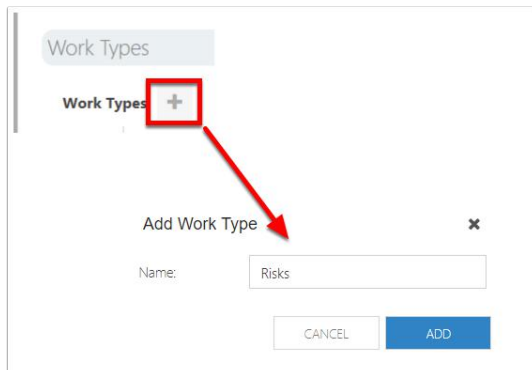 Work Types
Work Types +
Add Work Type ×
Name: Risks
CANCEL ADD